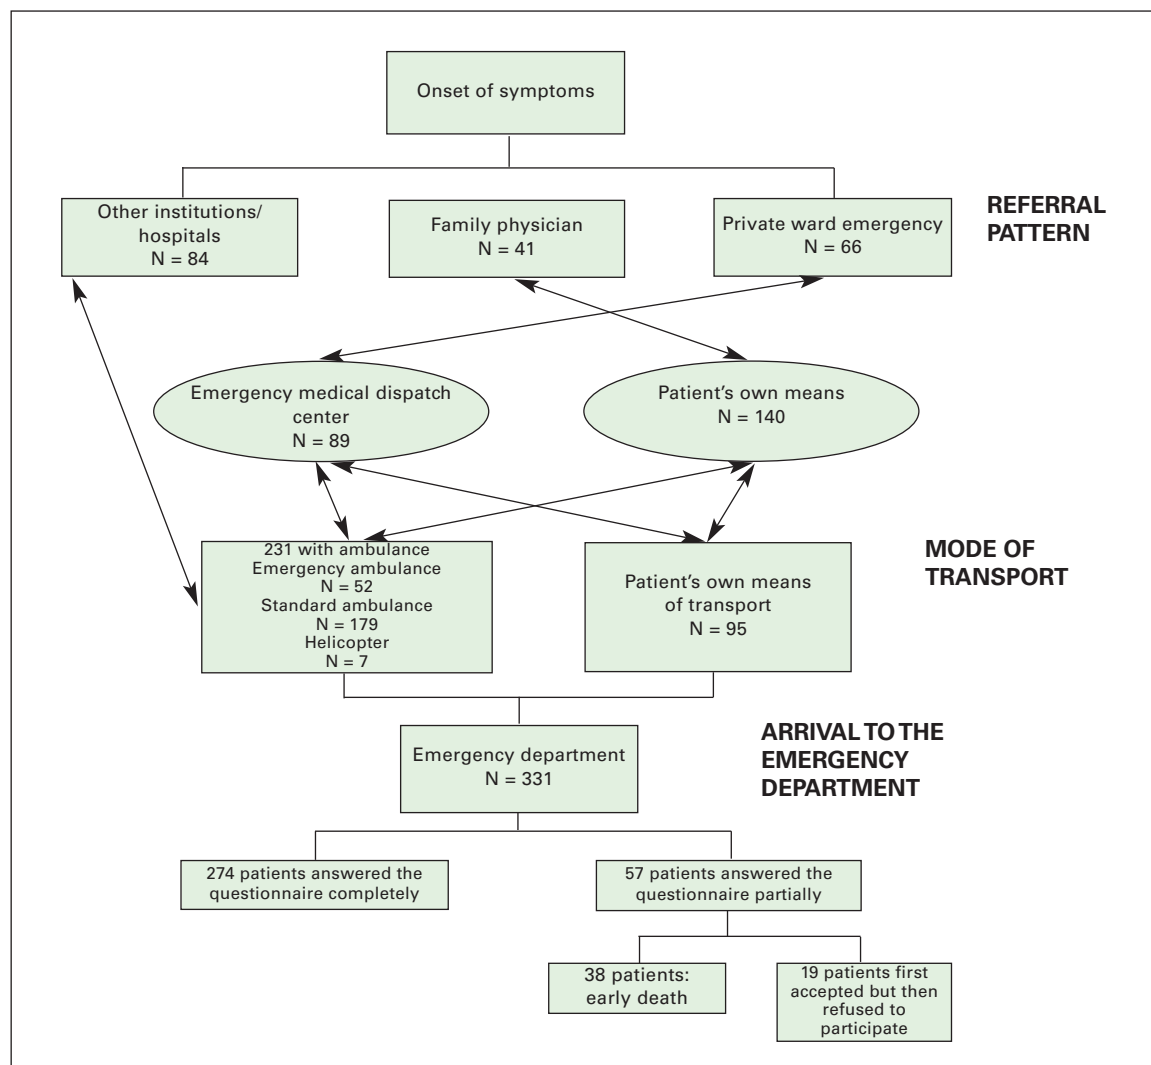 Onset of symptoms
Other institutions/
hospitals
N = 84
Family physician
N = 41
Private ward emergency
N = 66
REFERRAL
PATTERN
Emergency medical dispatch
center
N = 89
Patient's own means
N = 140
231 with ambulance
Emergency ambulance
N = 52
Standard ambulance
N = 179
Helicopter
N = 7
Patient's own means
of transport
N = 95
MODE OF
TRANSPORT
Emergency department
N = 331
ARRIVAL TO THE
EMERGENCY
DEPARTMENT
274 patients answered the
questionnaire completely
57 patients answered the
questionnaire partially
38 patients:
early death
19 patients first
accepted but then
refused to
participate